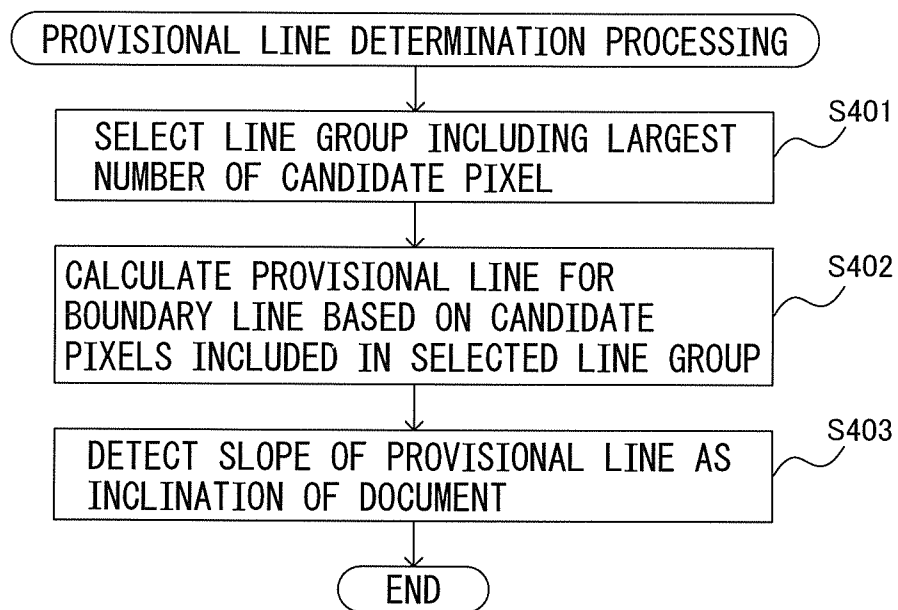 PROVISIONAL LINE DETERMINATION PROCESSING
S401
SELECT LINE GROUP INCLUDING LARGEST
NUMBER OF CANDIDATE PIXEL
S402
CALCULATE PROVISIONAL LINE FOR
BOUNDARY LINE BASED ON CANDIDATE
PIXELS INCLUDED IN SELECTED LINE GROUP
S403
DETECT SLOPE OF PROVISIONAL LINE AS
INCLINATION OF DOCUMENT
END